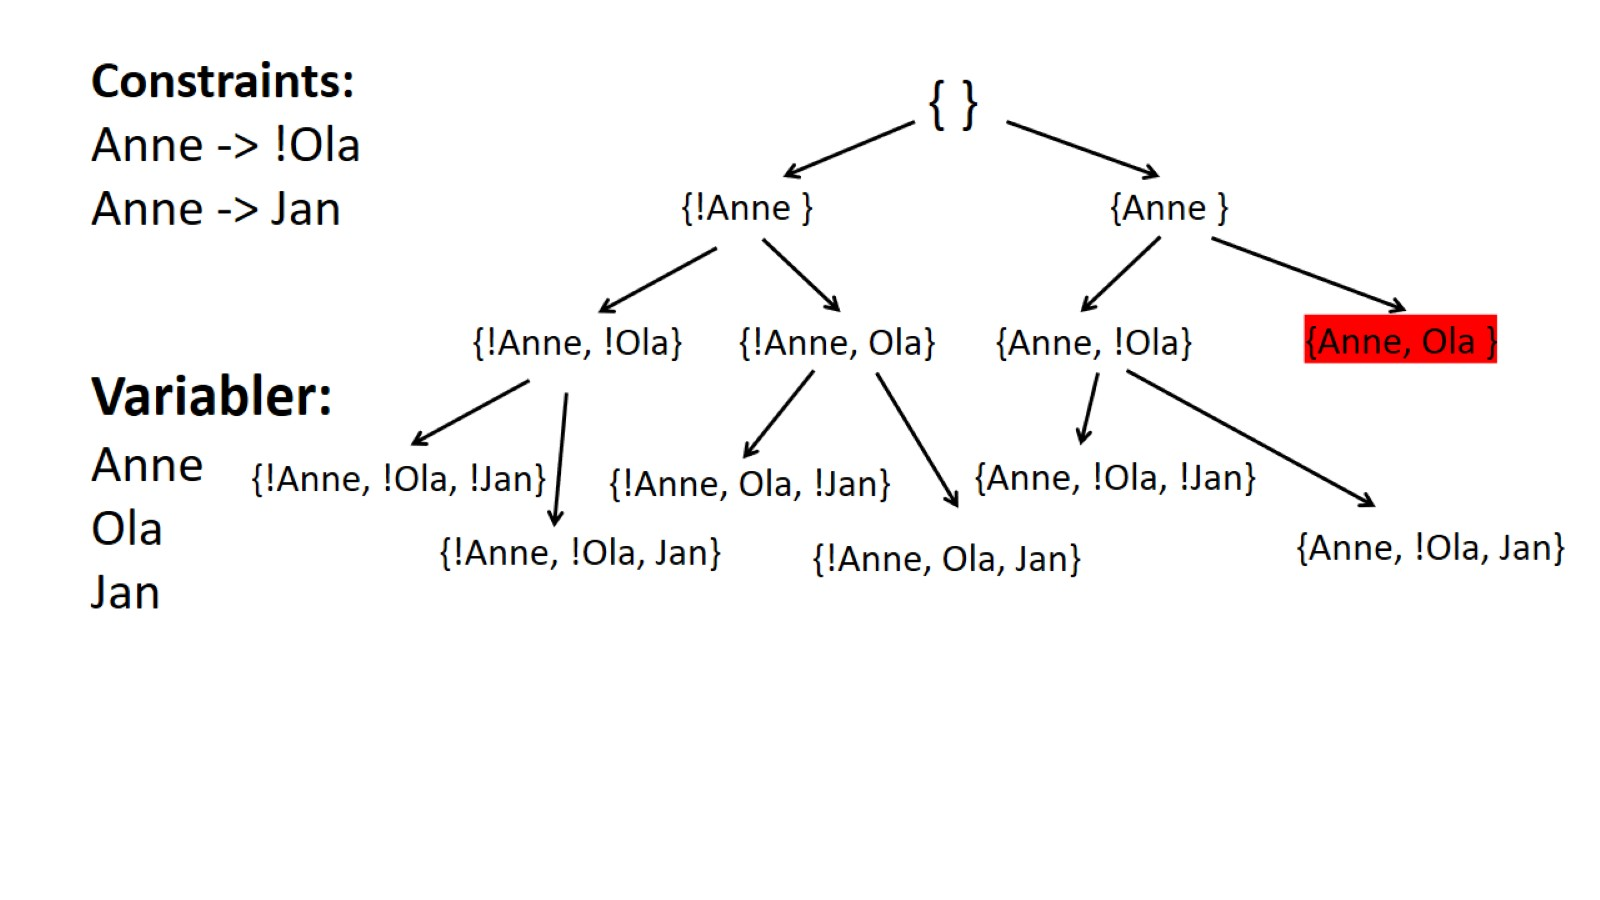 Constraints:
Anne -> !Ola
Anne -> Jan
{ }
{!Anne }
{Anne }
{!Anne, !Ola}
{!Anne, Ola}
{Anne, !Ola}
{Anne, Ola }
Variabler:
Anne
Ola
Jan
{!Anne, !Ola, !Jan}
{!Anne, Ola, !Jan}
{Anne, !Ola, !Jan}
{!Anne, !Ola, Jan}
{!Anne, Ola, Jan}
{Anne, !Ola, Jan}